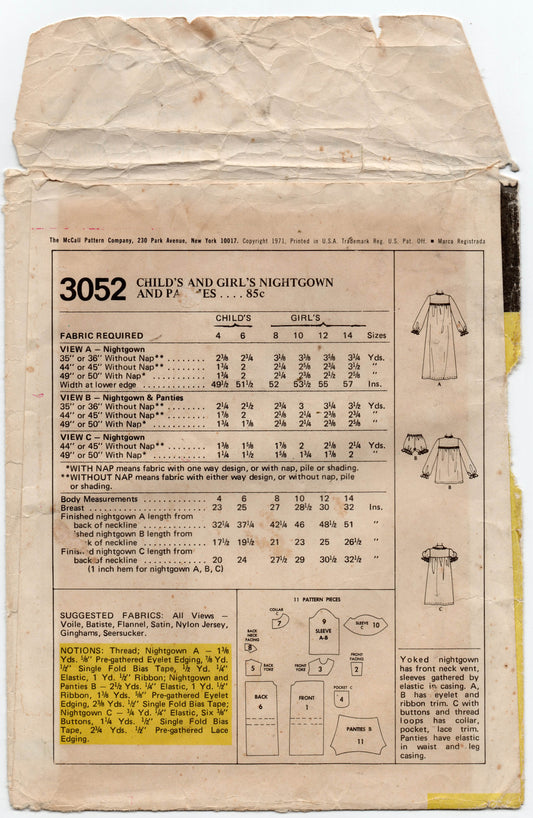 The McCall Pattern Company, 230 Park Avenue, New York 10017. Copyright 1971, Printed in U.S.A. Trademark Reg. U.S. Pat. Off. ■ Marca Registrada
3052 CHILD'S AND GIRL'S NIGHTGOWN
AND PA ES .... 85c
CHILD'S GIRL'S
FABRIC REQUIRED 4 6 8 10 12 14 Sizes
VIEW A – Nightgown
35" or 36" Without Nap** ........ 2⅝ 2¾ 3⅛ 3⅜ 3⅝ 3¾ Yds.
44" or 45" Without Nap** ........ 1¾ 2 2¼ 2⅝ 2¾ 3½ "
49" or 50" With Nap* ........ 1¾ 2 2¼ 2⅜ 2½ 2⅝ "
Width at lower edge ........ 49½ 51½ 52 53½ 55 57 Ins.
VIEW B – Nightgown & Panties
35" or 36" Without Nap** ........ 2¼ 2½ 2¾ 3 3¼ 3½ Yds.
44" or 45" Without Nap** ........ 1⅞ 2 2⅛ 2¼ 2⅝ 2¾ "
49" or 50" With Nap* ........ 1¾ 1⅞ 2⅛ 2¼ 2⅜ 2⅝ "
VIEW C – Nightgown
44" or 45" Without Nap** ........ 1⅜ 1⅝ 1⅞ 2 2⅛ 2¼ Yds.
49" or 50" With Nap* ........ 1¼ 1½ 1⅝ 1¾ 1⅞ 2 "
*WITH NAP means fabric with one way design, or with nap, pile or shading.
**WITHOUT NAP means fabric with either way design, or without nap, pile
or shading.
Body Measurements ........ 4 6 8 10 12 14
Breast ........ 23 25 27 28½ 30 32 Ins.
Finished nightgown A length from
back of neckline ........ 32¼ 37¼ 42¼ 46 48½ 51 "
shed nightgown B length from
k of neckline ........ 17½ 19½ 21 23 25 26½ "
Finished nightgown C length from
back of neckline ........ 20 24 27½ 29 30½ 32½ "
(1 inch hem for nightgown A, B, C)
A
B
C
SUGGESTED FABRICS: All Views –
Voile, Batiste, Flannel, Satin, Nylon Jersey,
Ginghams, Seersucker.
NOTIONS: Thread; Nightgown A – 1⅜
Yds. ⅝" Pre-gathered Eyelet Edging, ⅞ Yd.
½" Single Fold Bias Tape, ½ Yd. ¼"
Elastic, 1 Yd. ½" Ribbon; Nightgown and
Panties B – 2½ Yds. ¼" Elastic, 1 Yd. ½"
Ribbon, 1⅜ Yds. ⅝" Pre-gathered Eyelet
Edging, 2⅜ Yds. ½" Single Fold Bias Tape;
Nightgown C – ¾ Yd. ¼" Elastic, Six ⅜"
Buttons, 1¼ Yds. ½" Single Fold Bias
Tape, 2¼ Yds. ½" Pre-gathered Lace
Edging.
11 PATTERN PIECES
COLLAR C
7
9
SLEEVE
A-B
SLEEVE C
10
BACK
NECK
FACING
8
5
BACK
YOKE
FRONT
YOKE
3
FRONT
FACING
2
BACK
6
FRONT
1
POCKET C
4
PANTIES B
11
Yoked nightgown
has front neck vent,
sleeves gathered by
elastic in casing. A,
B has eyelet and
ribbon trim. C with
buttons and thread
loops has collar,
pocket, lace trim.
Panties have elastic
in waist and leg
casing.